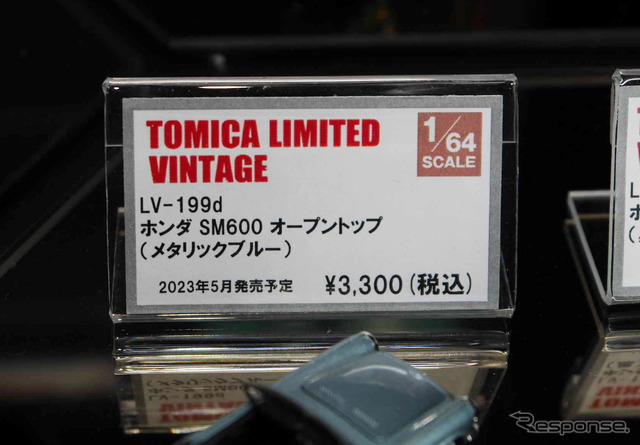 TOMICA LIMITED
VINTAGE
1/64
SCALE
LV-199d
ホンダ SM600 オープントップ
(メタリックブルー)
2023年5月発売予定 ¥3,300(税込)
Response.